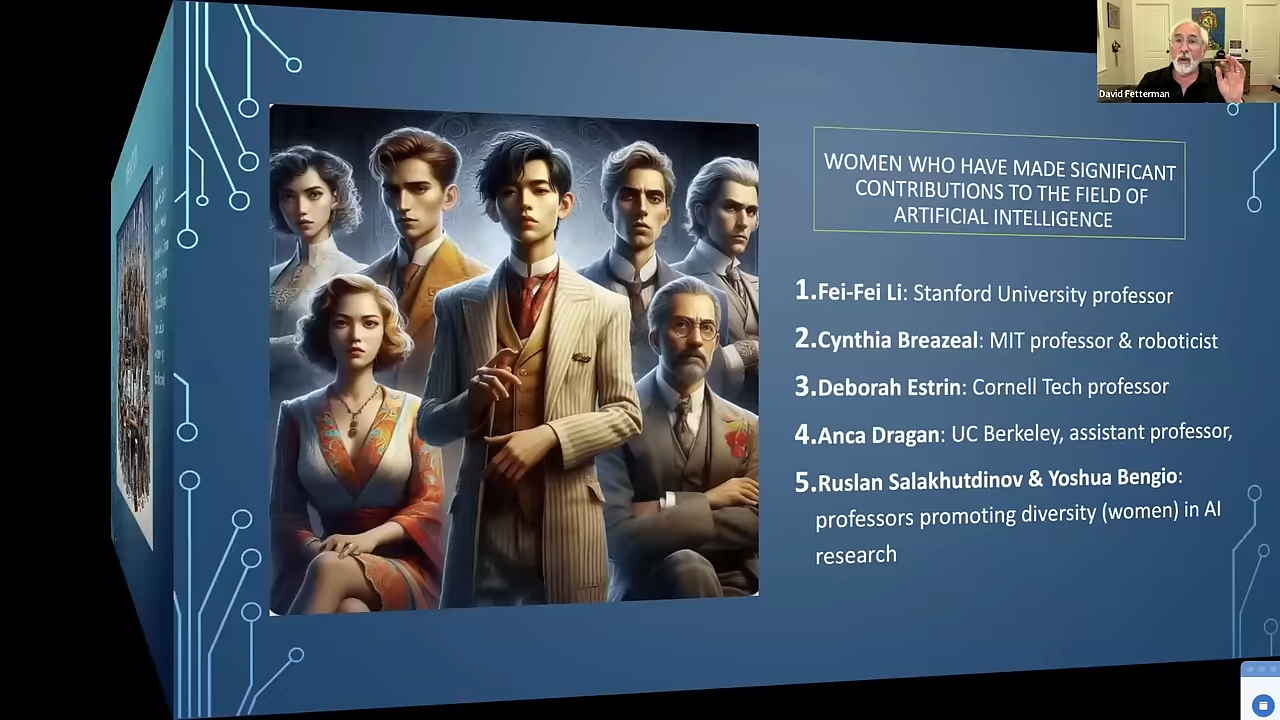 David Fetterman
WOMEN WHO HAVE MADE SIGNIFICANT
CONTRIBUTIONS TO THE FIELD OF
ARTIFICIAL INTELLIGENCE
1.Fei-Fei Li: Stanford University professor
2.Cynthia Breazeal: MIT professor & roboticist
3.Deborah Estrin: Cornell Tech professor
4.Anca Dragan: UC Berkeley, assistant professor,
5.Ruslan Salakhutdinov & Yoshua Bengio:
professors promoting diversity (women) in AI
research